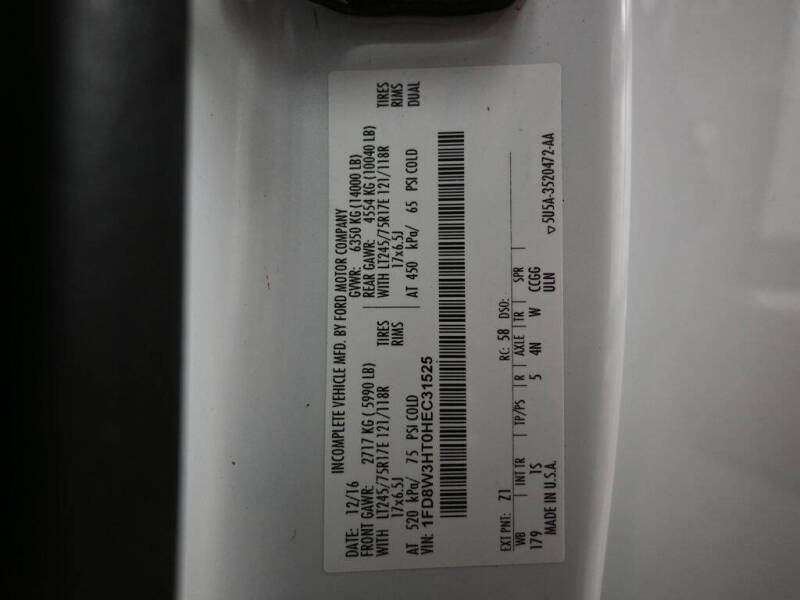 INCOMPLETE VEHICLE MFD. BY FORD MOTOR COMPANY
DATE: 12/16 GVWR: 6350 KG (14000 LB)
FRONT GAWR: 2717 KG ( 5990 LB) REAR GAWR: 4554 KG (10040 LB)
WITH LT245/75R17E 121/118R TIRES WITH LT245/75R17E 121/118R TIRES
17x6.5J RIMS 17x6.5J RIMS
AT 520 kPa/ 75 PSI COLD AT 450 kPa/ 65 PSI COLD DUAL
VIN: 1FD8W3HT0HEC31525
EXT PNT: Z1 RC: 58 DSO:
WB INT TR TP/PS R AXLE TR SPR
179 1S 5 4N W CCGG
MADE IN U.S.A. ULN
▽5U5A-3520472-AA